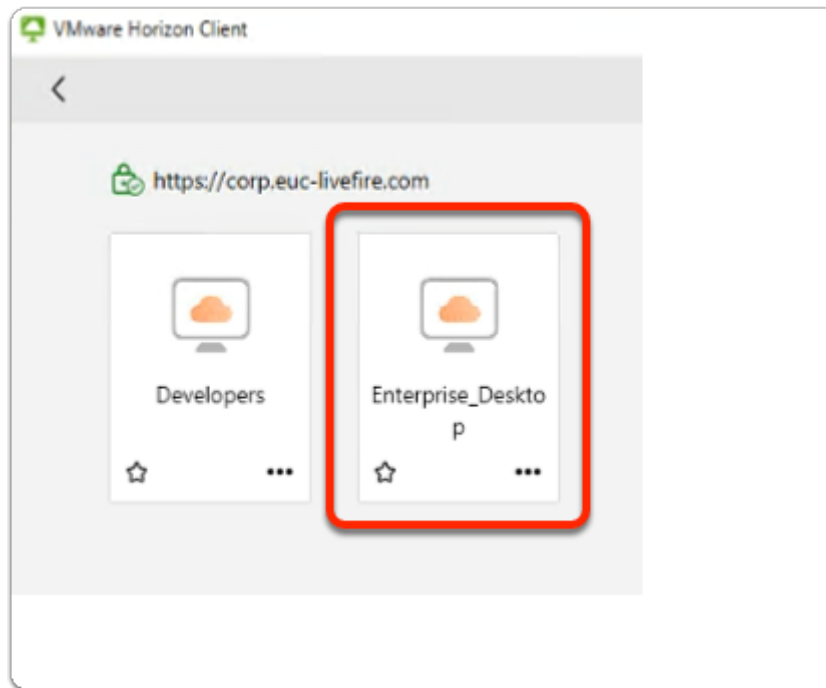 VMware Horizon Client
https://corp.euc-livefire.com
Developers
Enterprise_Deskto
p